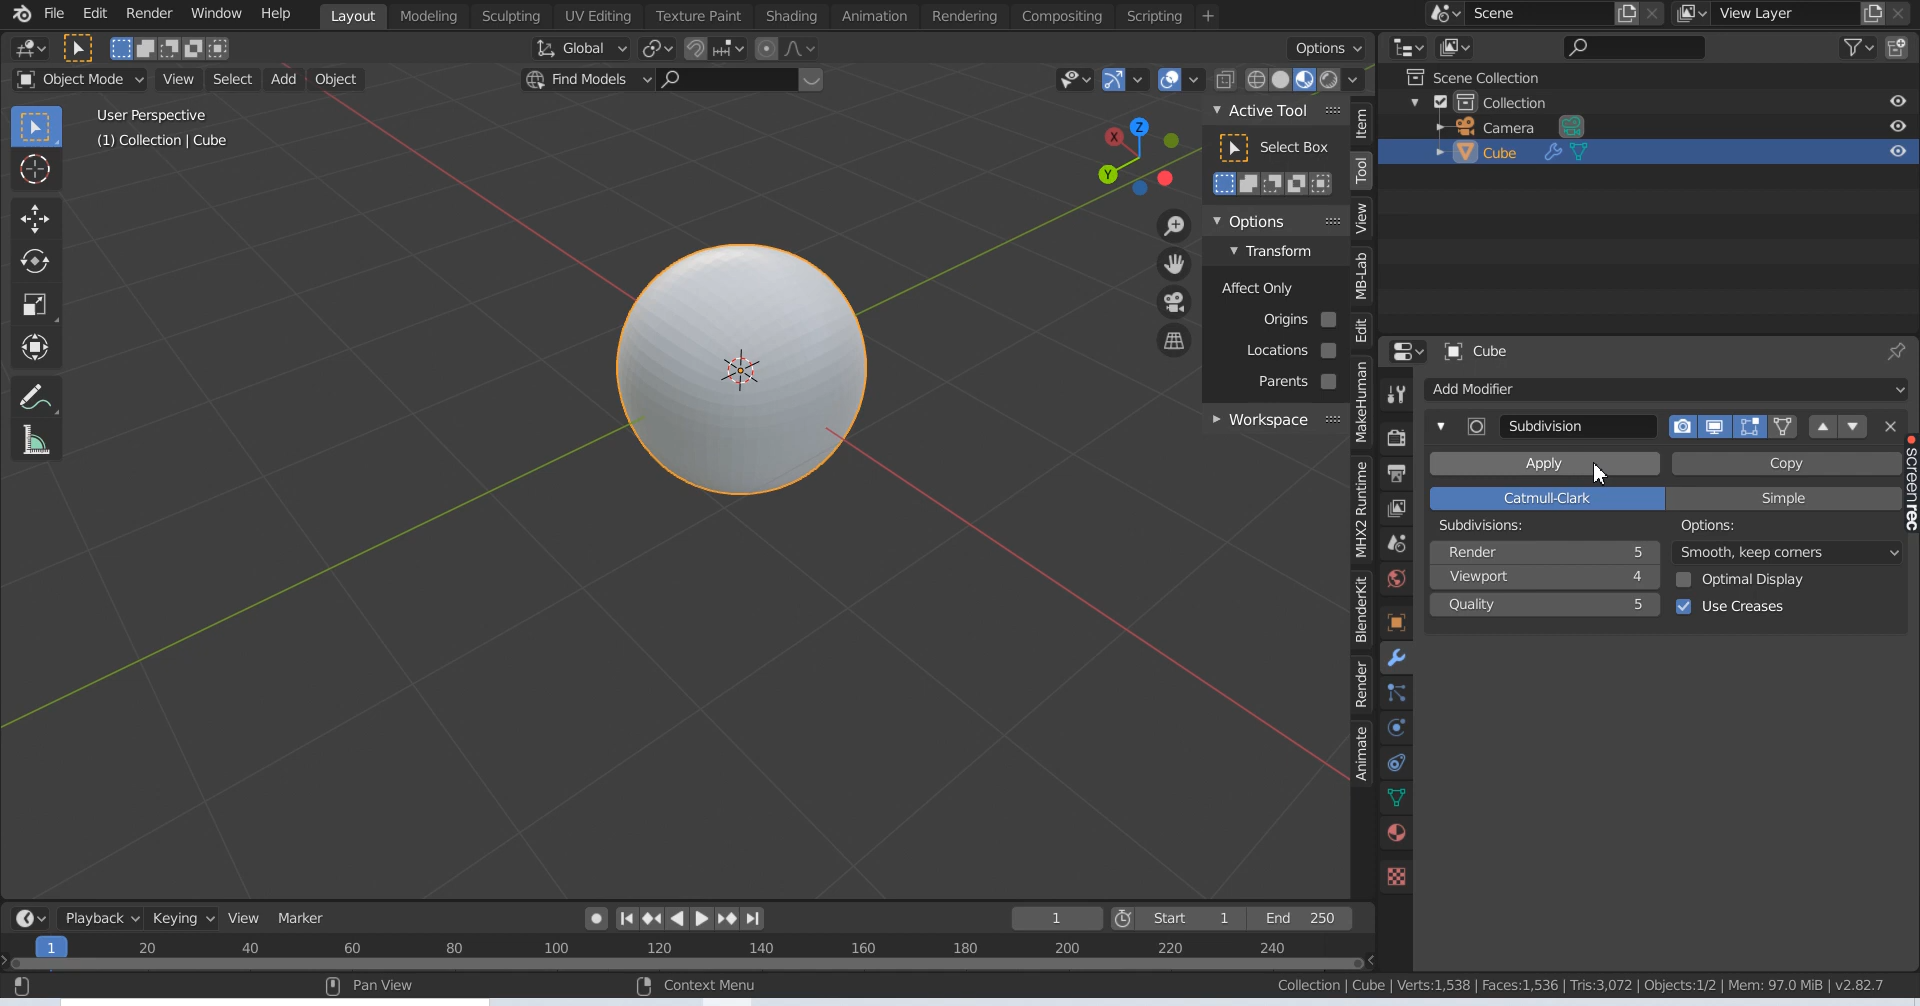 File Edit Render Window Help Layout Modeling Sculpting UV Editing Texture Paint Shading Animation Rendering Compositing Scripting + Scene View Layer
Global Options
Object Mode View Select Add Object Find Models
User Perspective
(1) Collection | Cube
Z
X
Y
Active Tool
Select Box
Options
Transform
Affect Only
Origins
Locations
Parents
Workspace
Item
Tool
View
MB-Lab
Edit
MakeHuman
MHX2 Runtime
BlenderKit
Render
Animate
Scene Collection
Collection
Camera
Cube
Cube
Add Modifier
Subdivision
Apply Copy
Catmull-Clark Simple
Subdivisions: Options:
Render 5 Smooth, keep corners
Viewport 4 Optimal Display
Quality 5 Use Creases
screenrec
Playback Keying View Marker 1 Start 1 End 250
1 20 40 60 80 100 120 140 160 180 200 220 240
Pan View Context Menu Collection | Cube | Verts:1,538 | Faces:1,536 | Tris:3,072 | Objects:1/2 | Mem: 97.0 MiB | v2.82.7